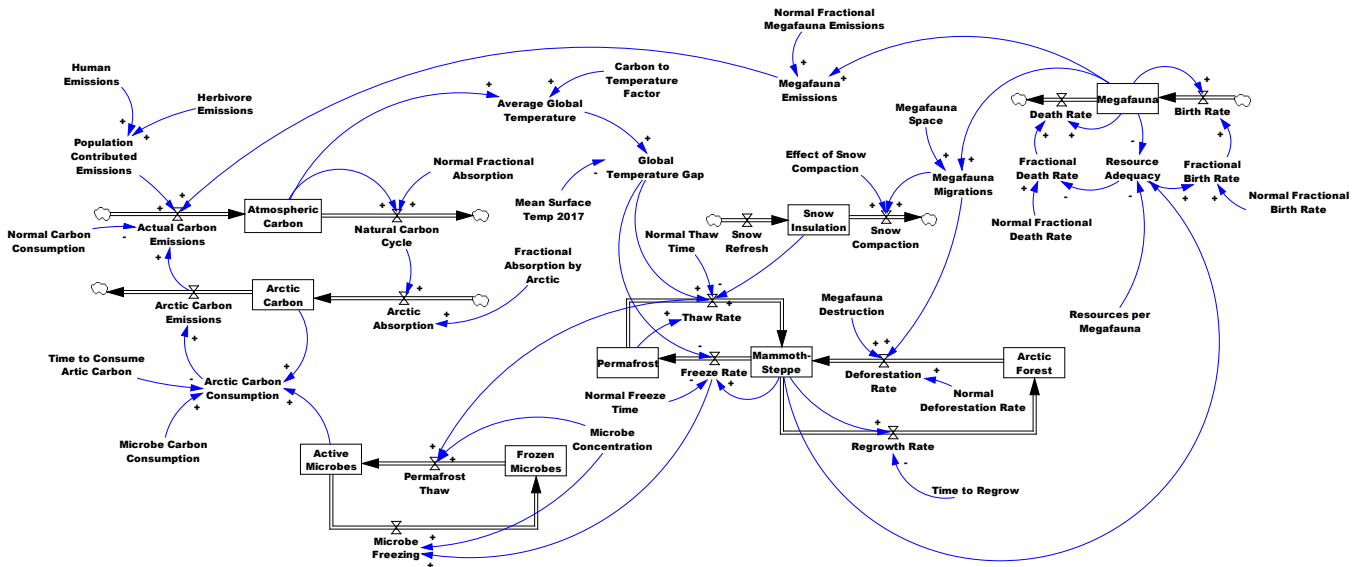 Normal Fractional
Megafauna Emissions
Human
Emissions
Herbivore
Emissions
Carbon to
Temperature
Factor
Megafauna
Emissions
Average Global
Temperature
Megafauna
Death Rate
Birth Rate
Megafauna
Space
Population
Contributed
Emissions
Normal Fractional
Absorption
Global
Temperature Gap
Effect of Snow
Compaction
Megafauna
Migrations
Fractional
Death Rate
Resource
Adequacy
Fractional
Birth Rate
Mean Surface
Temp 2017
Normal Fractional
Birth Rate
Normal Fractional
Death Rate
Atmospheric
Carbon
Snow
Insulation
Normal Carbon
Consumption
Actual Carbon
Emissions
Natural Carbon
Cycle
Snow
Refresh
Snow
Compaction
Normal Thaw
Time
Fractional
Absorption by
Arctic
Arctic
Carbon
Arctic Carbon
Emissions
Arctic
Absorption
Thaw Rate
Megafauna
Destruction
Resources per
Megafauna
Time to Consume
Artic Carbon
Arctic Carbon
Consumption
Permafrost
Freeze Rate
Mammoth-
Steppe
Deforestation
Rate
Arctic
Forest
Normal Freeze
Time
Normal
Deforestation Rate
Microbe Carbon
Consumption
Microbe
Concentration
Regrowth Rate
Active
Microbes
Permafrost
Thaw
Frozen
Microbes
Time to Regrow
Microbe
Freezing